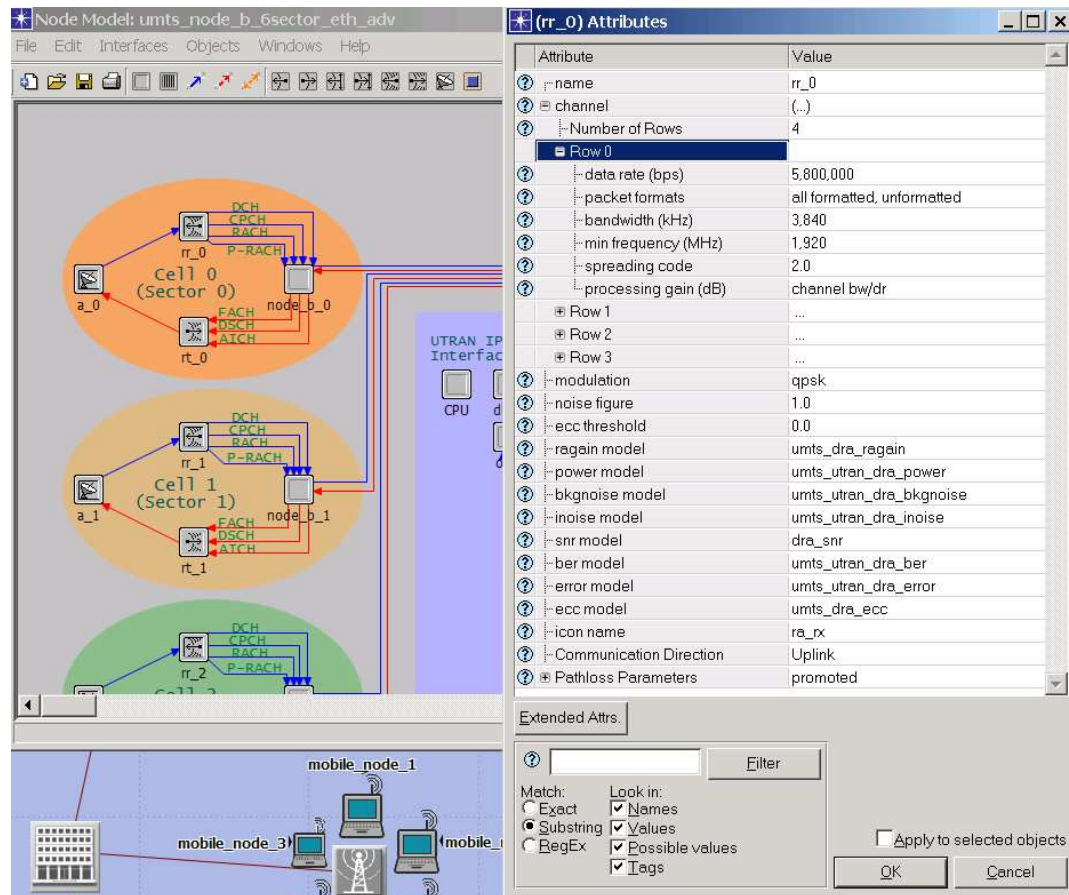 Node Model: umts_node_b_6sector_eth_adv
File Edit Interfaces Objects Windows Help
DCH
CPCH
RACH
P-RACH
rr_0
Cell 0
(Sector 0)
a_0
node_b_0
FACH
DSCH
AICH
rt_0
UTRAN IP
Interfac
CPU
DCH
CPCH
RACH
P-RACH
rr_1
Cell 1
(Sector 1)
a_1
node_b_1
FACH
DSCH
AICH
rt_1
DCH
CPCH
RACH
P-RACH
rr_2
mobile_node_1
mobile_node_3
(rr_0) Attributes
Attribute Value
name rr_0
channel (...)
Number of Rows 4
Row 0
data rate (bps) 5,800,000
packet formats all formatted, unformatted
bandwidth (kHz) 3,840
min frequency (MHz) 1,920
spreading code 2.0
processing gain (dB) channel bw/dr
Row 1 ...
Row 2 ...
Row 3 ...
modulation qpsk
noise figure 1.0
ecc threshold 0.0
ragain model umts_dra_ragain
power model umts_utran_dra_power
bkgnoise model umts_utran_dra_bkgnoise
inoise model umts_utran_dra_inoise
snr model dra_snr
ber model umts_utran_dra_ber
error model umts_utran_dra_error
ecc model umts_dra_ecc
icon name ra_rx
Communication Direction Uplink
Pathloss Parameters promoted
Extended Attrs.
Filter
Match: Look in:
Exact Names
Substring Values
RegEx Possible values
Tags
Apply to selected objects
OK Cancel